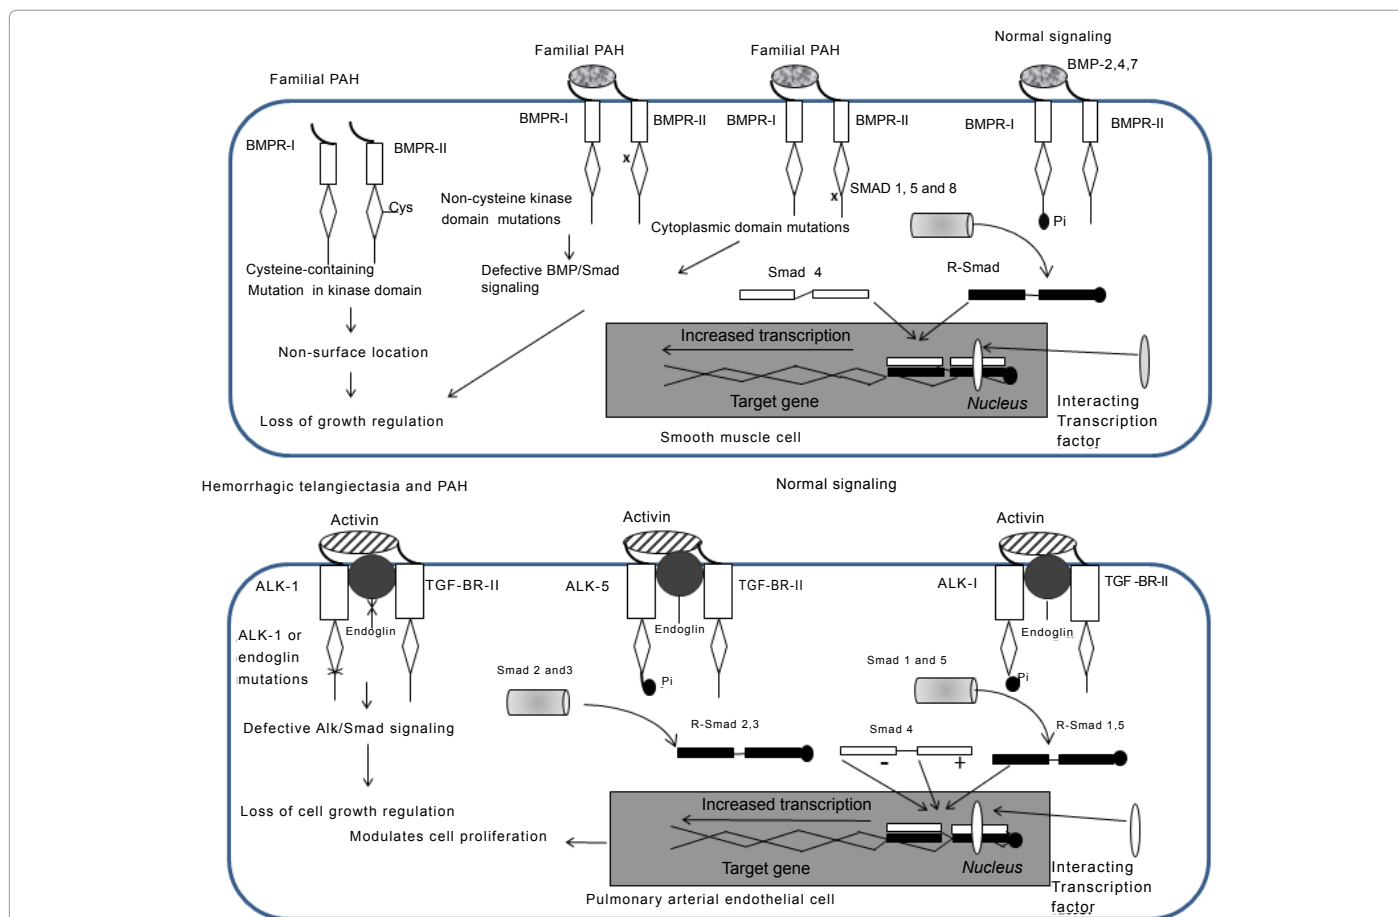 Normal signaling
Familial PAH
Familial PAH
BMP-2,4,7
Familial PAH
BMPR-I
BMPR-II
BMPR-I
BMPR-II
BMPR-I
BMPR-II
BMPR-I
BMPR-II
x
Cys
Non-cysteine kinase
domain mutations
x
SMAD 1, 5 and 8
Pi
Cytoplasmic domain mutations
Cysteine-containing
Mutation in kinase domain
Defective BMP/Smad
signaling
Smad 4
R-Smad
Non-surface location
Increased transcription
Loss of growth regulation
Target gene
Nucleus
Interacting
Transcription
factor
Smooth muscle cell
Hemorrhagic telangiectasia and PAH
Normal signaling
Activin
Activin
Activin
ALK-1
TGF-BR-II
ALK-5
TGF-BR-II
ALK-I
TGF-BR-II
Endoglin
Endoglin
Endoglin
ALK-1 or
endoglin
mutations
Smad 2 and3
Pi
Smad 1 and 5
Pi
Defective Alk/Smad signaling
R-Smad 2,3
Smad 4
R-Smad 1,5
- +
Loss of cell growth regulation
Increased transcription
Modulates cell proliferation
Target gene
Nucleus
Interacting
Transcription
factor
Pulmonary arterial endothelial cell